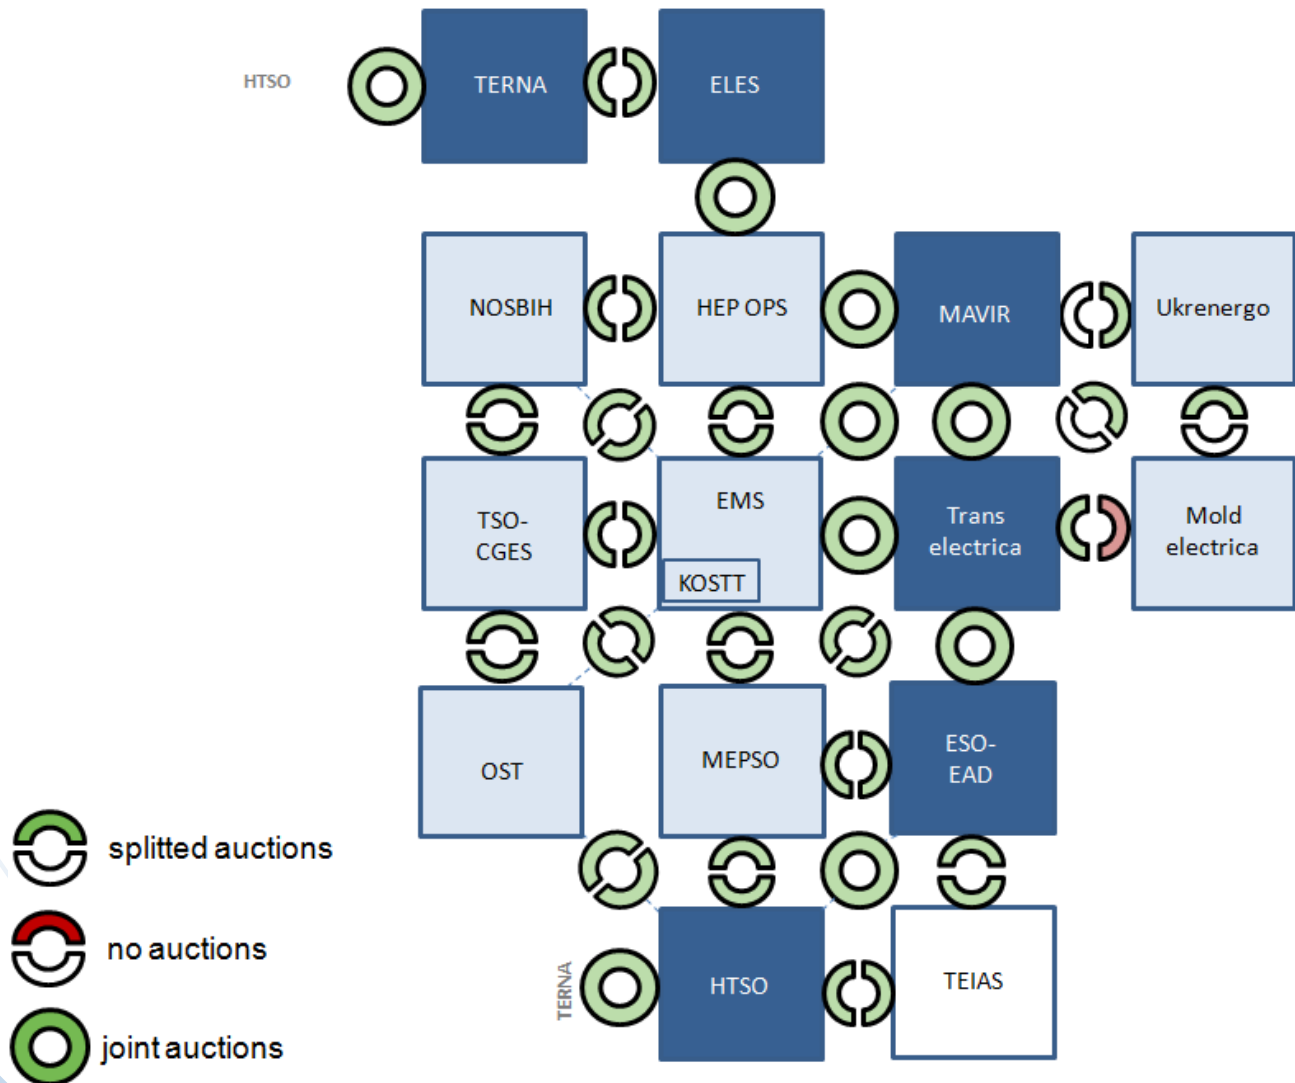 HTSO
TERNA
ELES
NOSBIH
HEP OPS
MAVIR
Ukrenergo
TSO-
CGES
EMS
KOSTT
Trans
electrica
Mold
electrica
OST
MEPSO
ESO-
EAD
splitted auctions
no auctions
joint auctions
TERNA
HTSO
TEIAS